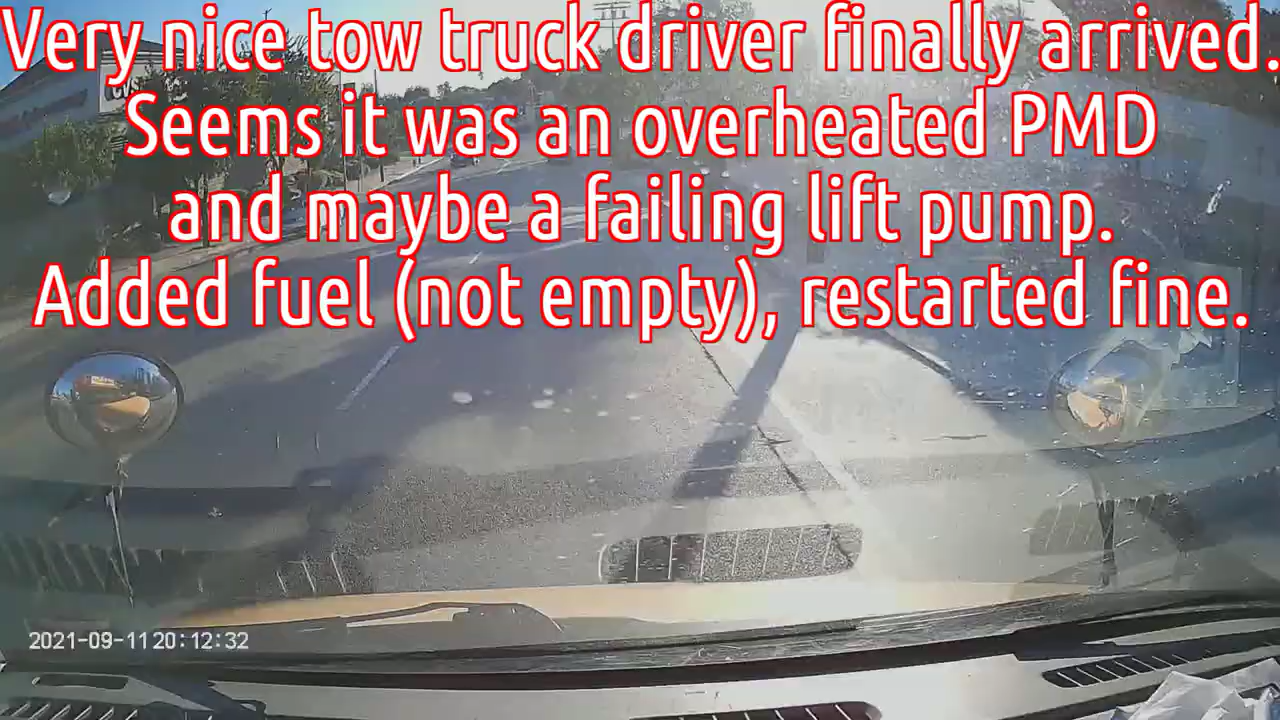 Very nice tow truck driver finally arrived.
Seems it was an overheated PMD
and maybe a failing lift pump.
Added fuel (not empty), restarted fine.
CVS
2021-09-11 20:12:32